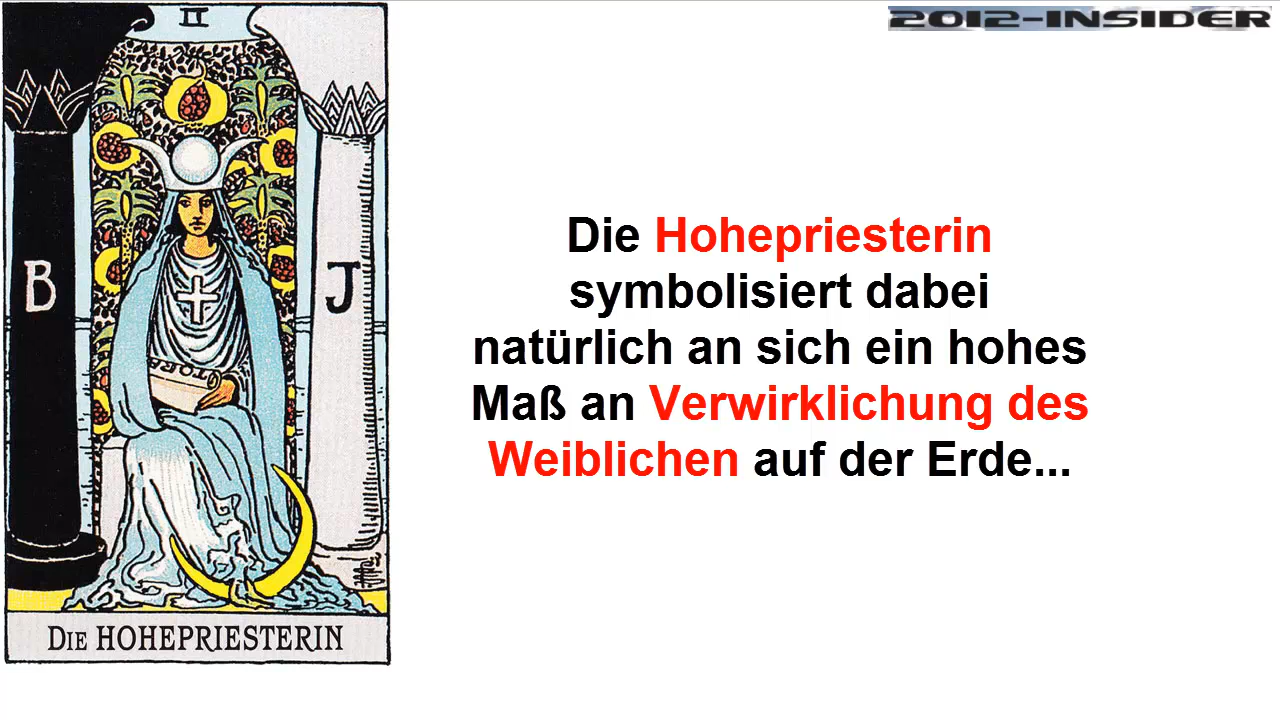 II
2012-INSIDER
B
J
TORA
Die Hohepriesterin
symbolisiert dabei
natürlich an sich ein hohes
Maß an Verwirklichung des
Weiblichen auf der Erde...
DIE HOHEPRIESTERIN